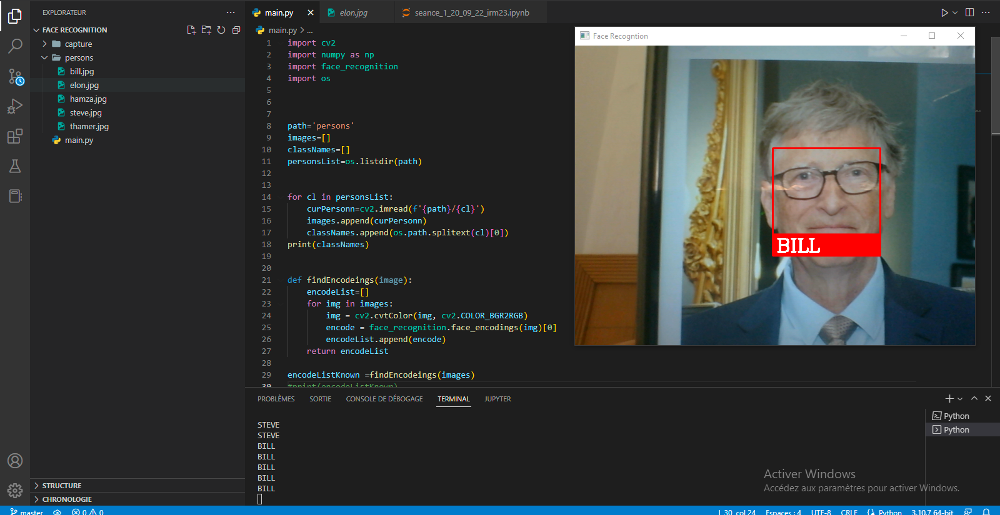 EXPLORATEUR
FACE RECOGNITION
capture
persons
bill.jpg
elon.jpg
hamza.jpg
steve.jpg
thamer.jpg
main.py
STRUCTURE
CHRONOLOGIE
main.py
elon.jpg
seance_1_20_09_22_irm23.ipynb
main.py > ...
1 import cv2
2 import numpy as np
3 import face_recognition
4 import os
5
6
7
8 path='persons'
9 images=[]
10 classNames=[]
11 personsList=os.listdir(path)
12
13
14 for cl in personsList:
15 curPersonn=cv2.imread(f'{path}/{cl}')
16 images.append(curPersonn)
17 classNames.append(os.path.splitext(cl)[0])
18 print(classNames)
19
20
21 def findEncodeings(image):
22 encodeList=[]
23 for img in images:
24 img = cv2.cvtColor(img, cv2.COLOR_BGR2RGB)
25 encode = face_recognition.face_encodings(img)[0]
26 encodeList.append(encode)
27 return encodeList
28
29 encodeListKnown =findEncodeings(images)
30 #print(encodeListKnown)
Face Recogntion
BILL
PROBLÈMES
SORTIE
CONSOLE DE DÉBOGAGE
TERMINAL
JUPYTER
STEVE
STEVE
BILL
BILL
BILL
BILL
BILL
Python
Python
Activer Windows
Accédez aux paramètres pour activer Windows.
master
0 0
L 30, col 24
Espaces : 4
UTF-8
CRLF
Python
3.10.7 64-bit